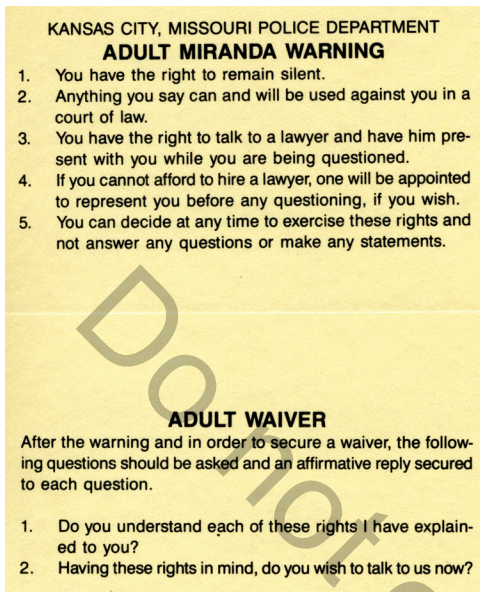 KANSAS CITY, MISSOURI POLICE DEPARTMENT
ADULT MIRANDA WARNING
1. You have the right to remain silent.
2. Anything you say can and will be used against you in a
court of law.
3. You have the right to talk to a lawyer and have him pre-
sent with you while you are being questioned.
4. If you cannot afford to hire a lawyer, one will be appointed
to represent you before any questioning, if you wish.
5. You can decide at any time to exercise these rights and
not answer any questions or make any statements.
Do not
ADULT WAIVER
After the warning and in order to secure a waiver, the follow-
ing questions should be asked and an affirmative reply secured
to each question.
1. Do you understand each of these rights I have explain-
ed to you?
2. Having these rights in mind, do you wish to talk to us now?